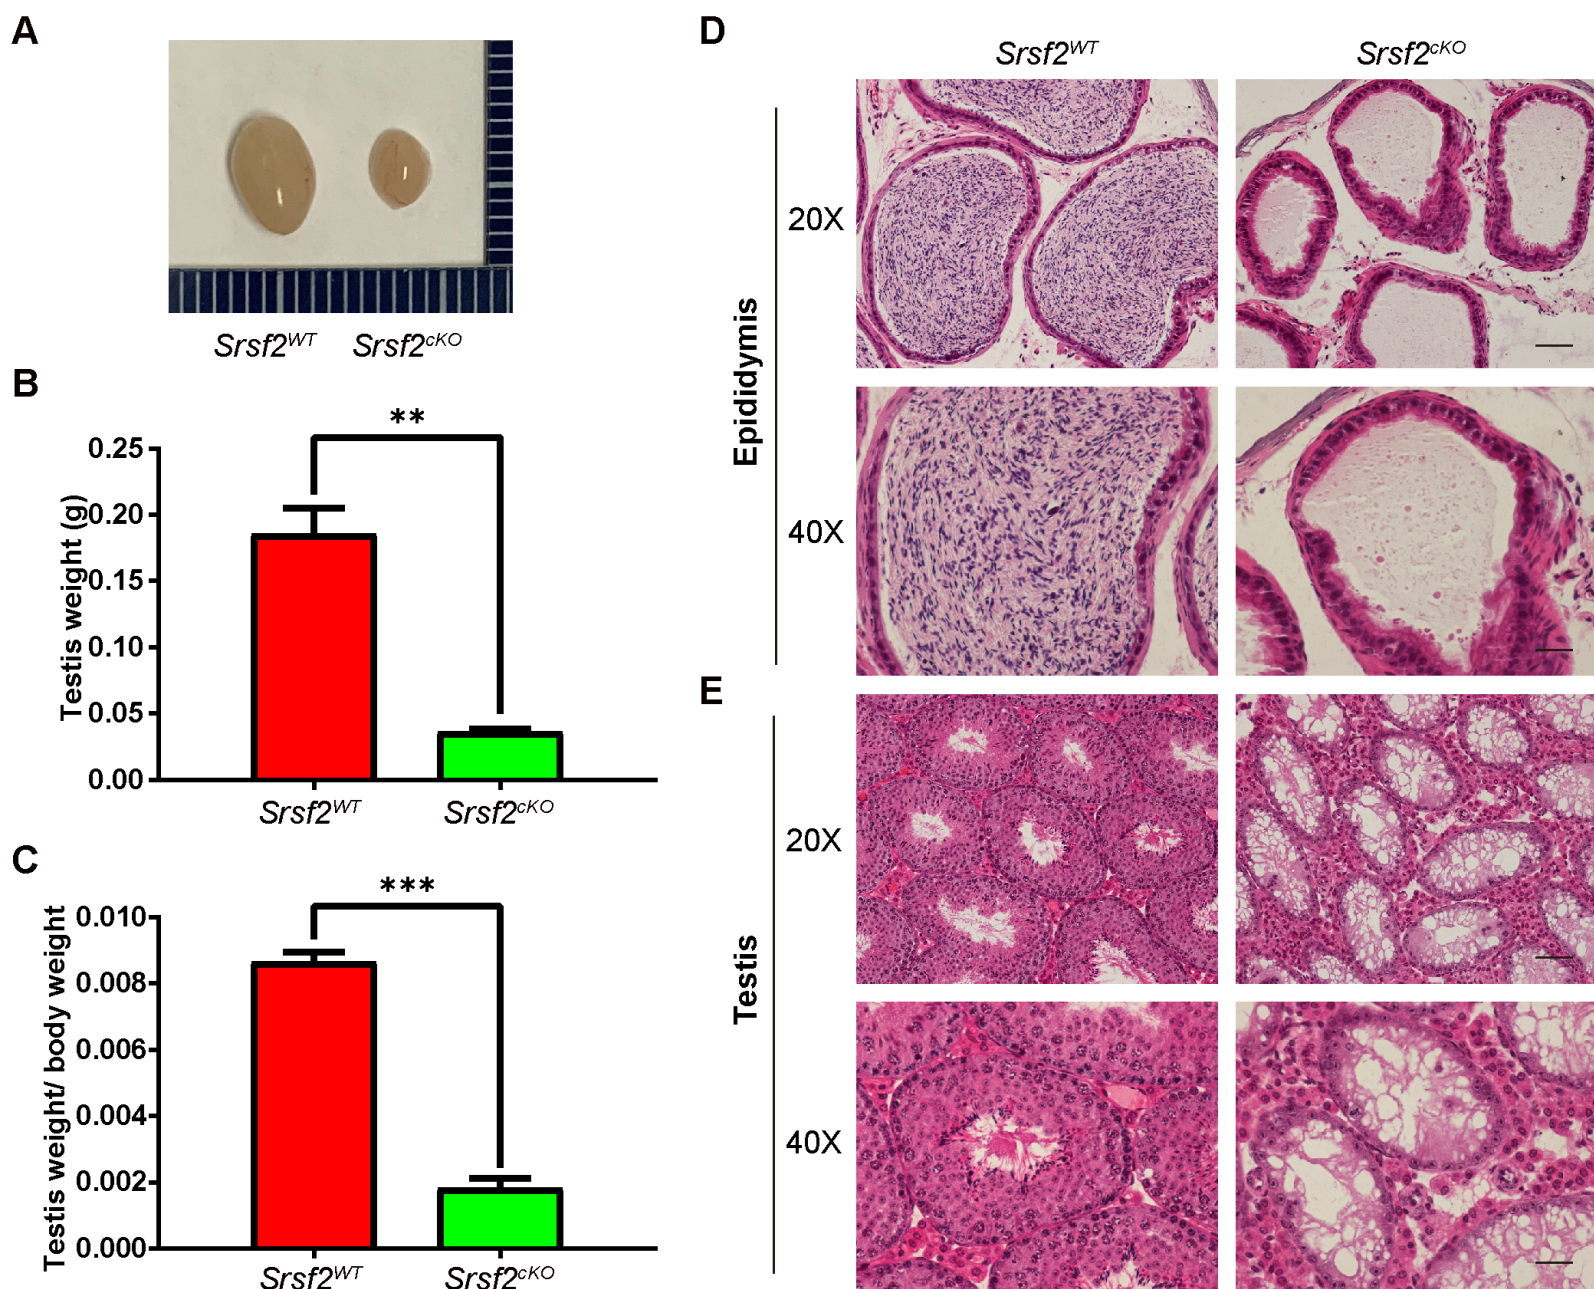 A
Srsf2WT Srsf2cKO
B
**
Testis weight (g)
0.25
0.20
0.15
0.10
0.05
0.00
Srsf2WT Srsf2cKO
C
***
Testis weight/ body weight
0.010
0.008
0.006
0.004
0.002
0.000
Srsf2WT Srsf2cKO
D
Srsf2WT Srsf2cKO
Epididymis
20X
40X
E
Testis
20X
40X